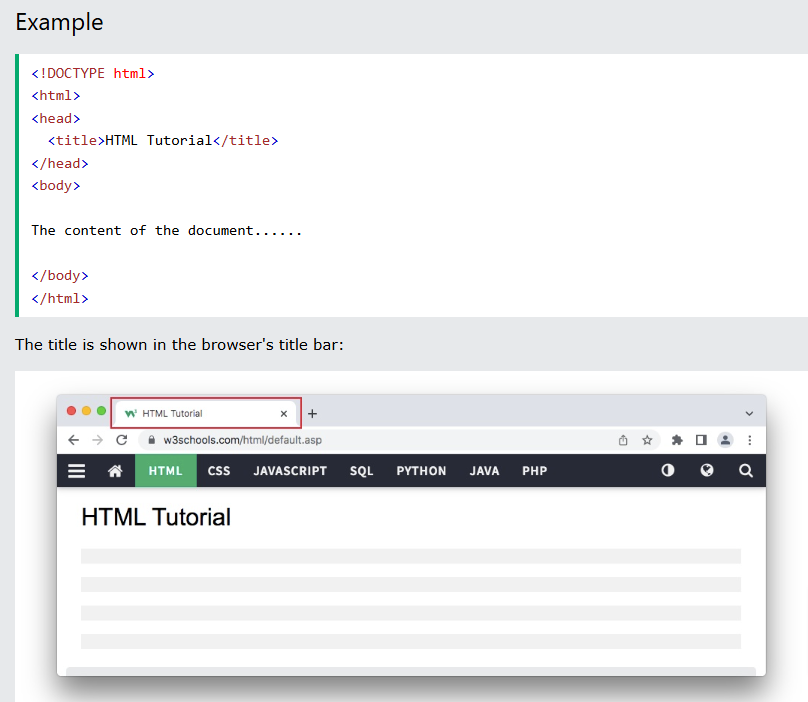 Example
<!DOCTYPE html>
<html>
<head>
  <title>HTML Tutorial</title>
</head>
<body>
The content of the document......
</body>
</html>
The title is shown in the browser's title bar:
HTML Tutorial
w3schools.com/html/default.asp
HTML CSS JAVASCRIPT SQL PYTHON JAVA PHP
HTML Tutorial